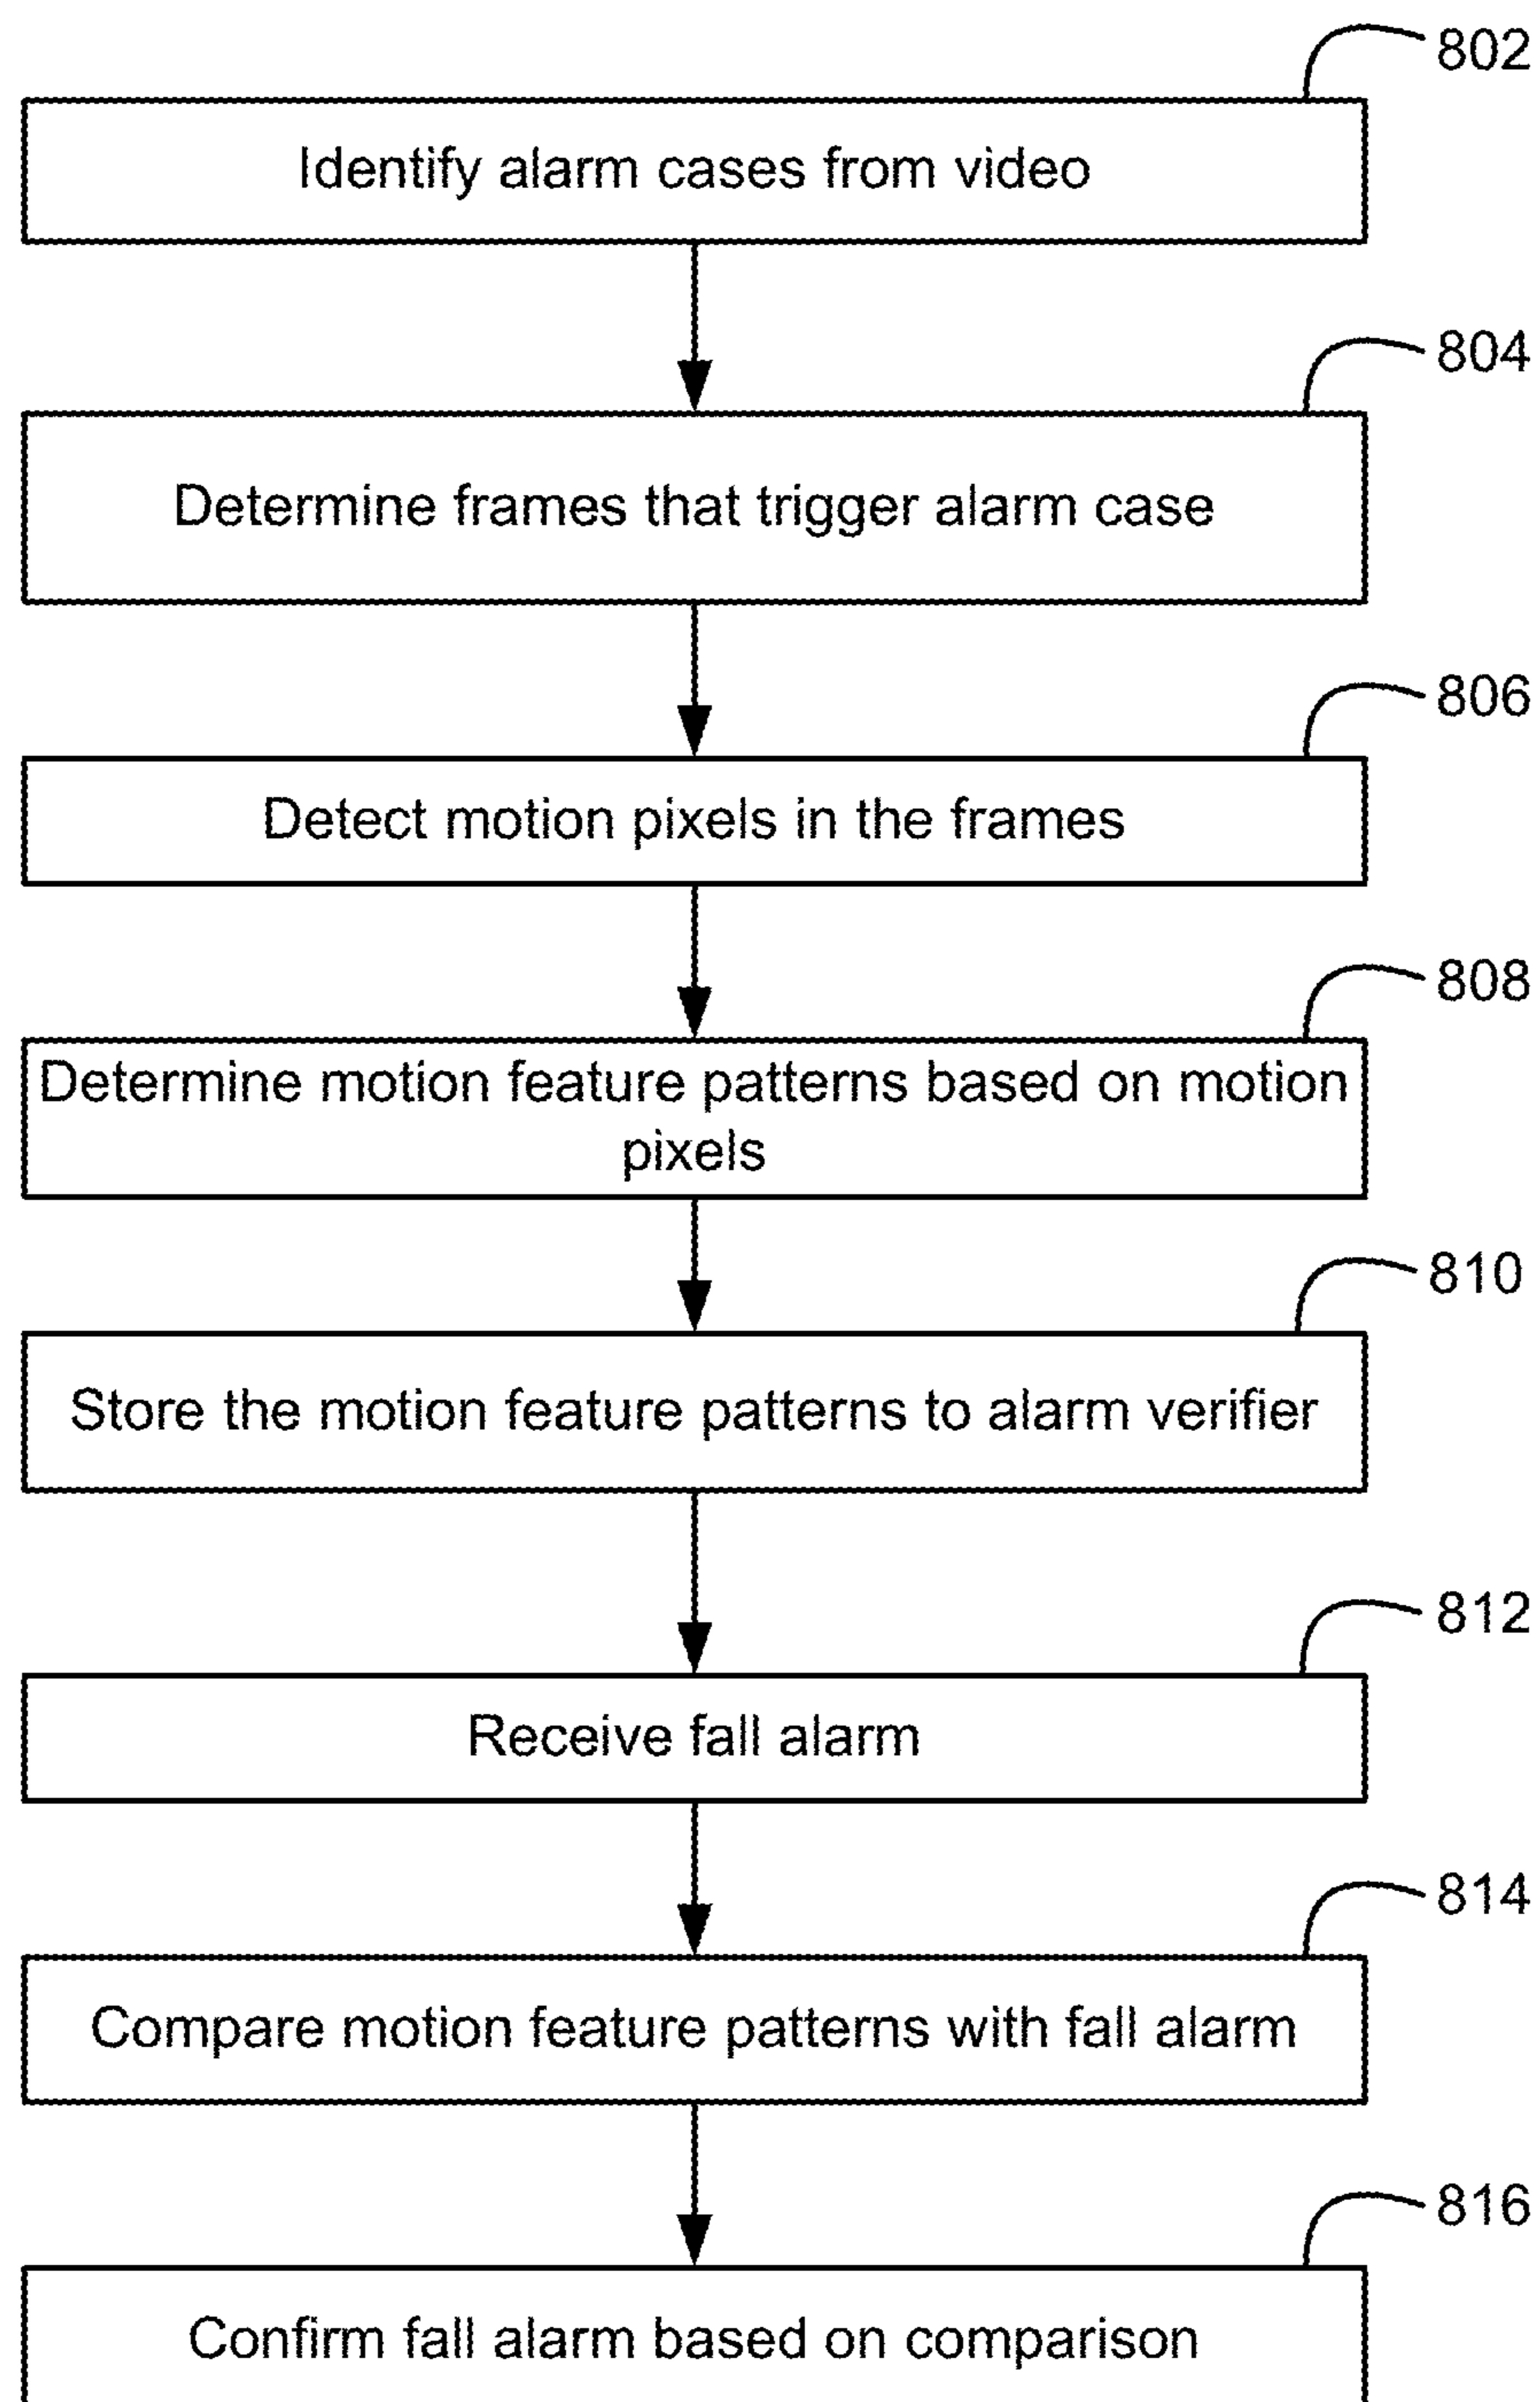 802
Identify alarm cases from video
804
Determine frames that trigger alarm case
806
Detect motion pixels in the frames
808
Determine motion feature patterns based on motion
pixels
810
Store the motion feature patterns to alarm verifier
812
Receive fall alarm
814
Compare motion feature patterns with fall alarm
816
Confirm fall alarm based on comparison